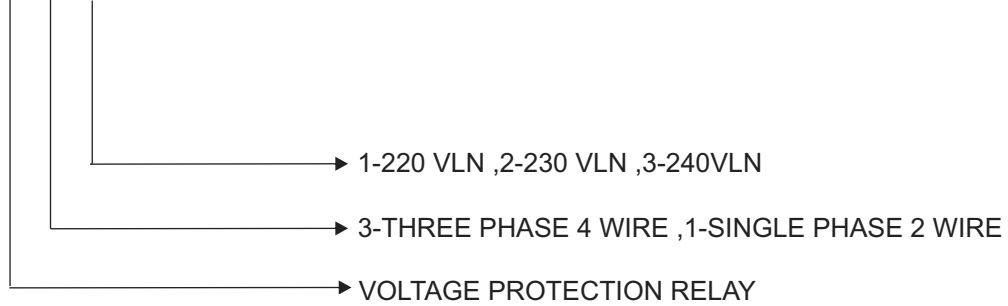 1-220 VLN ,2-230 VLN ,3-240VLN
3-THREE PHASE 4 WIRE ,1-SINGLE PHASE 2 WIRE
VOLTAGE PROTECTION RELAY